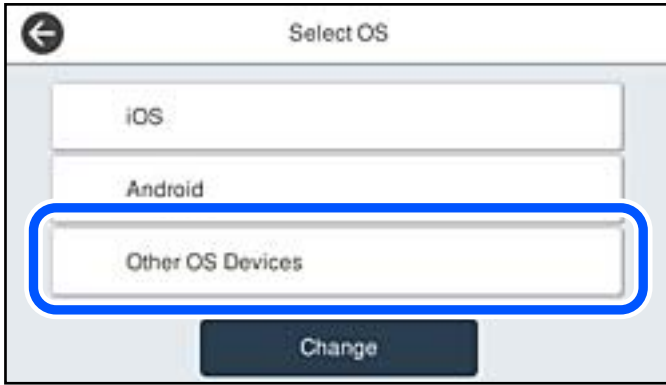 Select OS
iOS
Android
Other OS Devices
Change